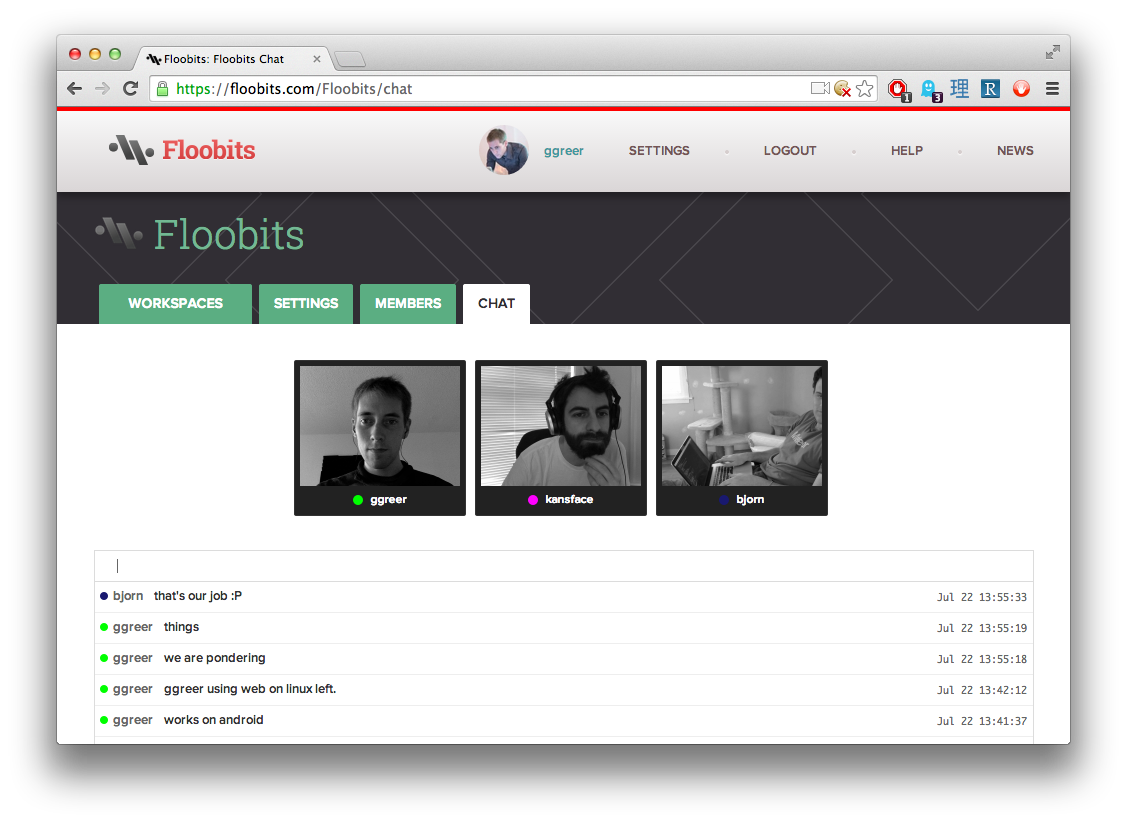 Floobits: Floobits Chat
https://floobits.com/Floobits/chat
1
3
理
R
Floobits
ggreer SETTINGS LOGOUT HELP NEWS
Floobits
WORKSPACES SETTINGS MEMBERS CHAT
ggreer kansface bjorn
bjorn that's our job :P Jul 22 13:55:33
ggreer things Jul 22 13:55:19
ggreer we are pondering Jul 22 13:55:18
ggreer ggreer using web on linux left. Jul 22 13:42:12
ggreer works on android Jul 22 13:41:37